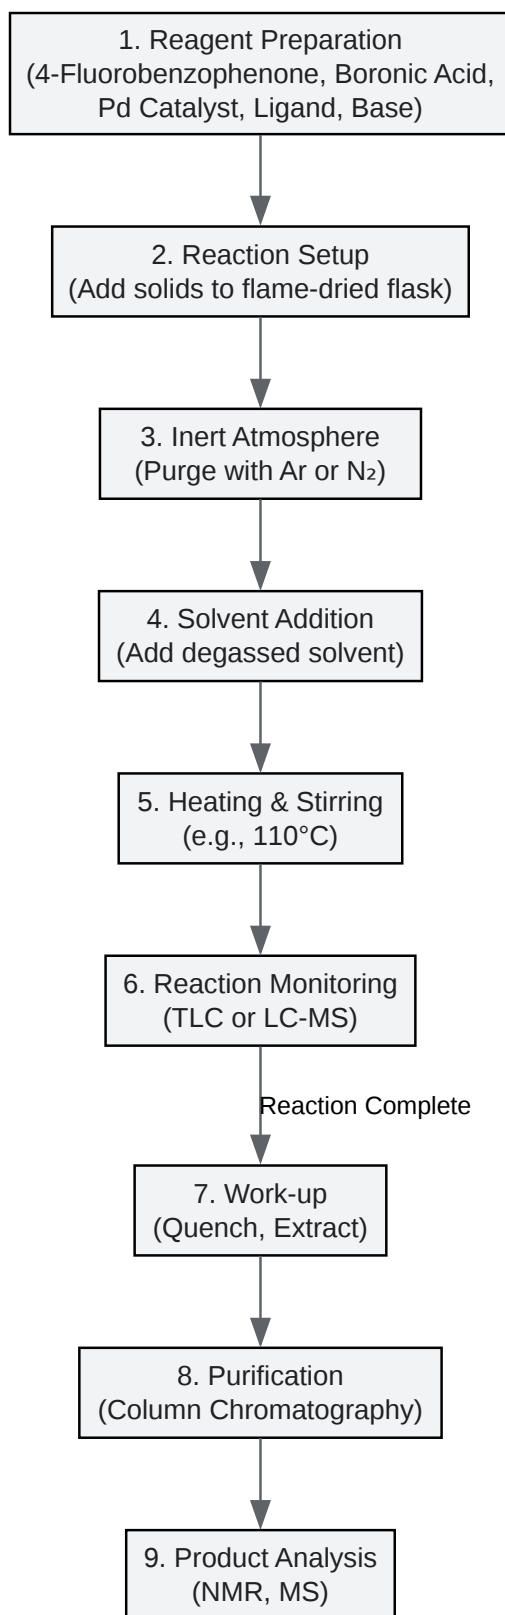 1. Reagent Preparation
(4-Fluorobenzophenone, Boronic Acid,
Pd Catalyst, Ligand, Base)
2. Reaction Setup
(Add solids to flame-dried flask)
3. Inert Atmosphere
(Purge with Ar or N₂)
4. Solvent Addition
(Add degassed solvent)
5. Heating & Stirring
(e.g., 110°C)
6. Reaction Monitoring
(TLC or LC-MS)
Reaction Complete
7. Work-up
(Quench, Extract)
8. Purification
(Column Chromatography)
9. Product Analysis
(NMR, MS)